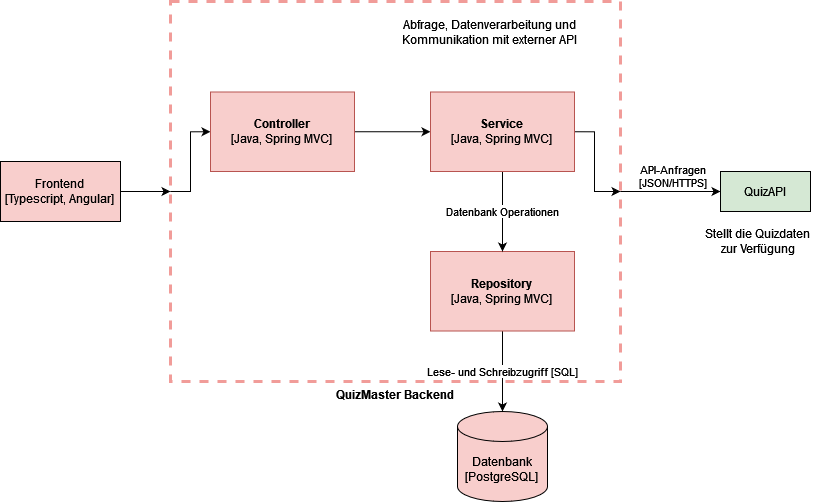 Abfrage, Datenverarbeitung und
Kommunikation mit externer API
Controller
[Java, Spring MVC]
Service
[Java, Spring MVC]
Frontend
[Typescript, Angular]
API-Anfragen
[JSON/HTTPS]
QuizAPI
Datenbank Operationen
Stellt die Quizdaten
zur Verfügung
Repository
[Java, Spring MVC]
Lese- und Schreibzugriff [SQL]
QuizMaster Backend
Datenbank
[PostgreSQL]